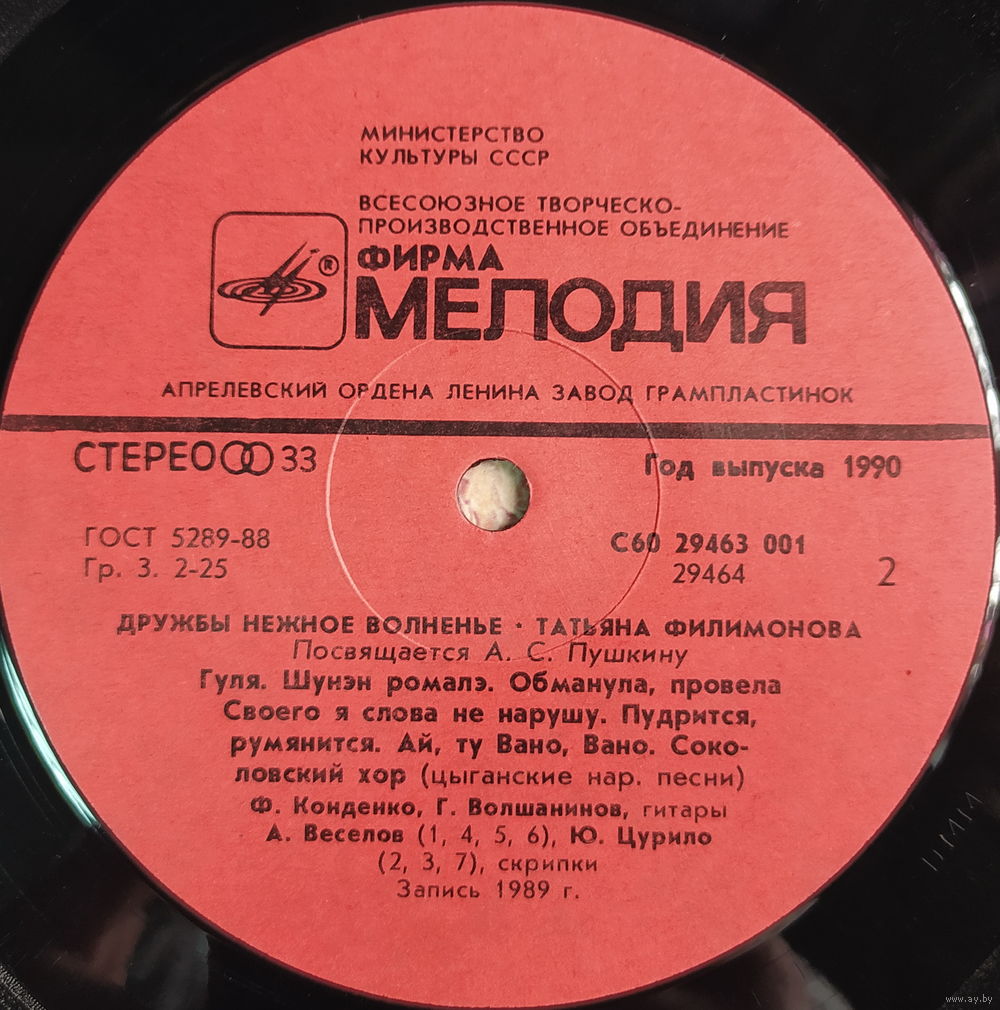 МИНИСТЕРСТВО
КУЛЬТУРЫ СССР
ВСЕСОЮЗНОЕ ТВОРЧЕСКО-
ПРОИЗВОДСТВЕННОЕ ОБЪЕДИНЕНИЕ
ФИРМА
®
МЕЛОДИЯ
АПРЕЛЕВСКИЙ ОРДЕНА ЛЕНИНА ЗАВОД ГРАМПЛАСТИНОК
СТЕРЕО 33
Год выпуска 1990
ГОСТ 5289-88
Гр. 3. 2-25
С60 29463 001
29464
2
ДРУЖБЫ НЕЖНОЕ ВОЛНЕНЬЕ · ТАТЬЯНА ФИЛИМОНОВА
Посвящается А. С. Пушкину
Гуля. Шунэн ромалэ. Обманула, провела
Своего я слова не нарушу. Пудрится,
румянится. Ай, ту Вано, Вано. Соко-
ловский хор (цыганские нар. песни)
Ф. Конденко, Г. Волшанинов, гитары
А. Веселов (1, 4, 5, 6), Ю. Цурило
(2, 3, 7), скрипки
Запись 1989 г.
www.ay.by